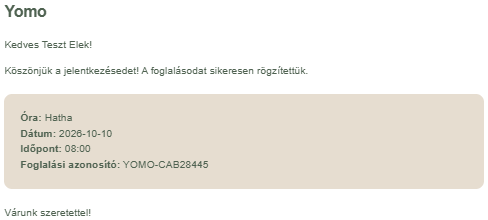 Yomo
Kedves Teszt Elek!
Köszönjük a jelentkezésedet! A foglalásodat sikeresen rögzítettük.
Óra: Hatha
Dátum: 2026-10-10
Időpont: 08:00
Foglalási azonosító: YOMO-CAB28445
Várunk szeretettel!